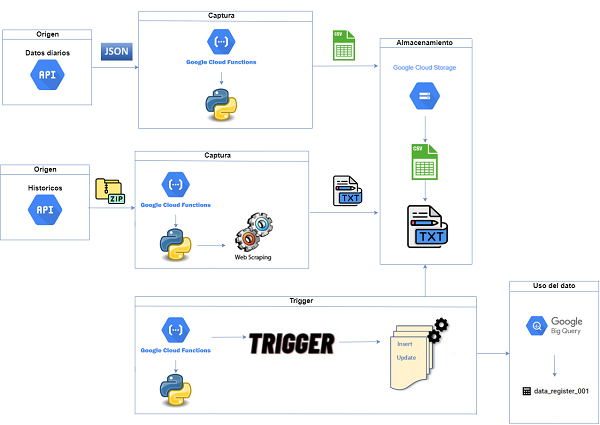 Origen
Datos diarios
API
JSON
Captura
Google Cloud Functions
CSV
Almacenamiento
Google Cloud Storage
CSV
TXT
Origen
Historicos
API
ZIP
Captura
Google Cloud Functions
Web Scraping
TXT
Trigger
Google Cloud Functions
TRIGGER
Insert
Update
Uso del dato
Google
Big Query
data_register_001